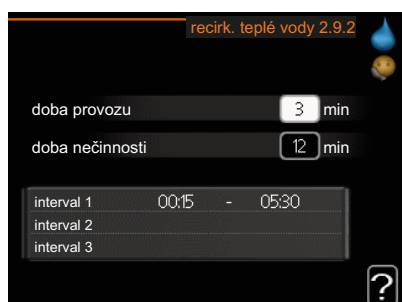 recirk. teplé vody 2.9.2
doba provozu 3 min
doba nečinnosti 12 min
interval 1 00:15 - 05:30
interval 2
interval 3
?